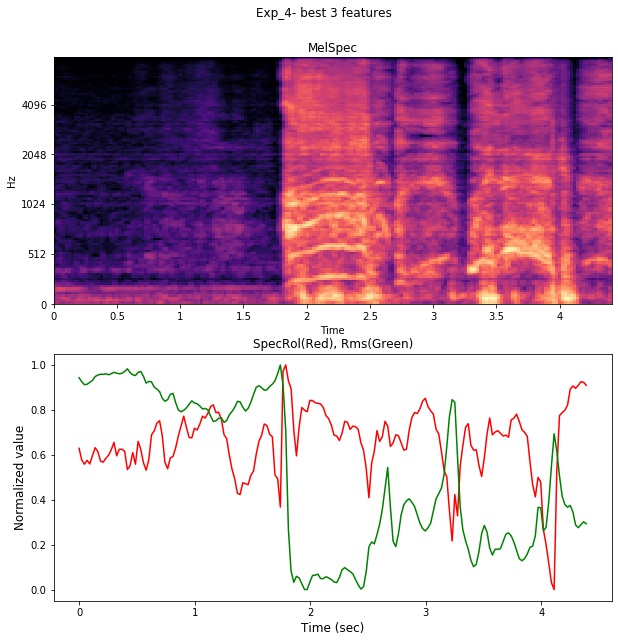 Exp_4- best 3 features
MelSpec
Hz
4096
2048
1024
512
0
0 0.5 1 1.5 2 2.5 3 3.5 4
Time
SpecRol(Red), Rms(Green)
Normalized value
1.0
0.8
0.6
0.4
0.2
0.0
0 1 2 3 4
Time (sec)